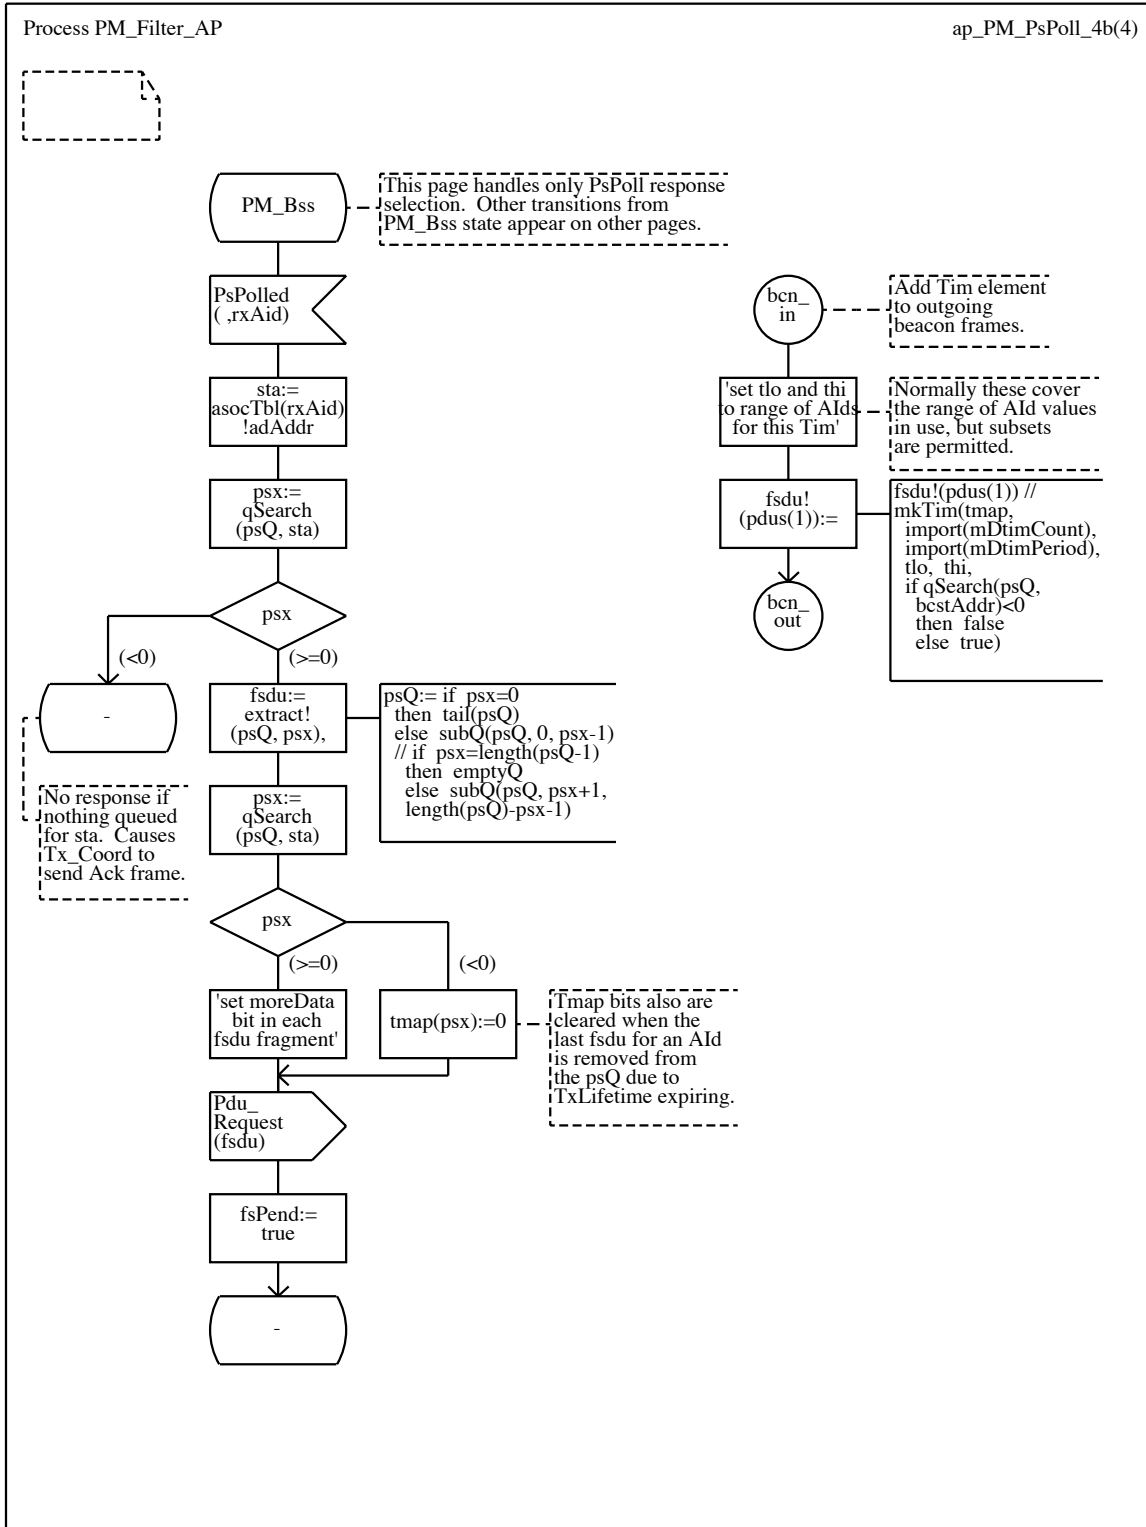 Process PM_Filter_AP
ap_PM_PsPoll_4b(4)
PM_Bss
This page handles only PsPoll response
selection.  Other transitions from
PM_Bss state appear on other pages.
PsPolled
( ,rxAid)
sta:=
asocTbl(rxAid)
!adAddr
psx:=
qSearch
(psQ, sta)
psx
(<0)
(>=0)
-
No response if
nothing queued
for sta.  Causes
Tx_Coord to
send Ack frame.
fsdu:=
extract!
(psQ, psx),
psQ:= if  psx=0
then  tail(psQ)
else  subQ(psQ, 0, psx-1)
// if  psx=length(psQ-1)
then  emptyQ
else  subQ(psQ, psx+1,
length(psQ)-psx-1)
psx:=
qSearch
(psQ, sta)
psx
(>=0)
(<0)
'set moreData
bit in each
fsdu fragment'
tmap(psx):=0
Tmap bits also are
cleared when the
last fsdu for an AId
is removed from
the psQ due to
TxLifetime expiring.
Pdu_
Request
(fsdu)
fsPend:=
true
-
bcn_
in
Add Tim element
to outgoing
beacon frames.
'set tlo and thi
to range of AIds
for this Tim'
Normally these cover
the range of AId values
in use, but subsets
are permitted.
fsdu!
(pdus(1)):=
fsdu!(pdus(1)) //
mkTim(tmap,
import(mDtimCount),
import(mDtimPeriod),
tlo,  thi,
if qSearch(psQ,
bcstAddr)<0
then  false
else  true)
bcn_
out